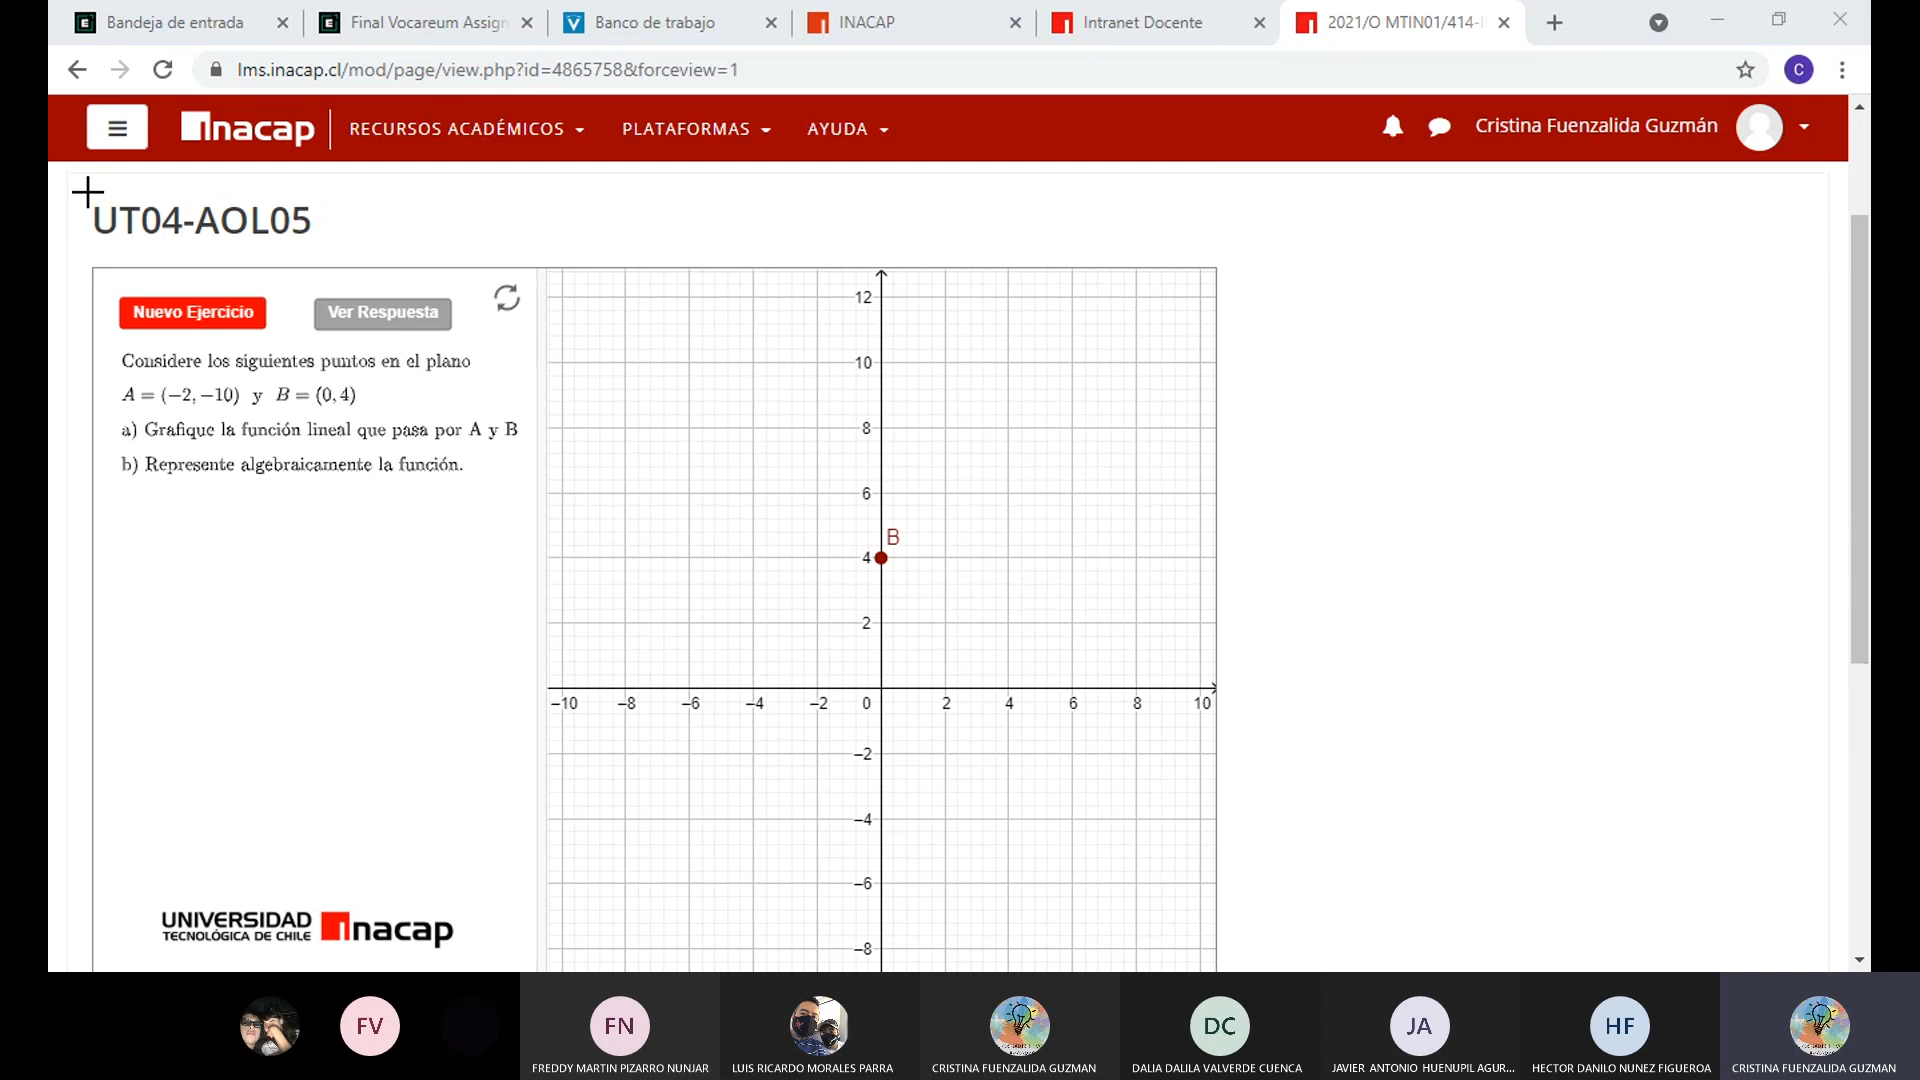 Bandeja de entrada
Final Vocareum Assign
Banco de trabajo
INACAP
Intranet Docente
2021/O MTIN01/414-
lms.inacap.cl/mod/page/view.php?id=4865758&forceview=1
C
inacap
RECURSOS ACADÉMICOS
PLATAFORMAS
AYUDA
Cristina Fuenzalida Guzmán
UT04-AOL05
Nuevo Ejercicio
Ver Respuesta
Considere los siguientes puntos en el plano
A = (−2, −10) y B = (0, 4)
a) Grafique la función lineal que pasa por A y B
b) Represente algebraicamente la función.
12
10
8
6
B
4
2
−10 −8 −6 −4 −2 0 2 4 6 8 10
−2
−4
−6
−8
UNIVERSIDAD
TECNOLÓGICA DE CHILE
inacap
FV
FN
DC
JA
HF
FREDDY MARTIN PIZARRO NUNJAR
LUIS RICARDO MORALES PARRA
CRISTINA FUENZALIDA GUZMAN
DALIA DALILA VALVERDE CUENCA
JAVIER ANTONIO HUENUPIL AGUR...
HECTOR DANILO NUNEZ FIGUEROA
CRISTINA FUENZALIDA GUZMAN